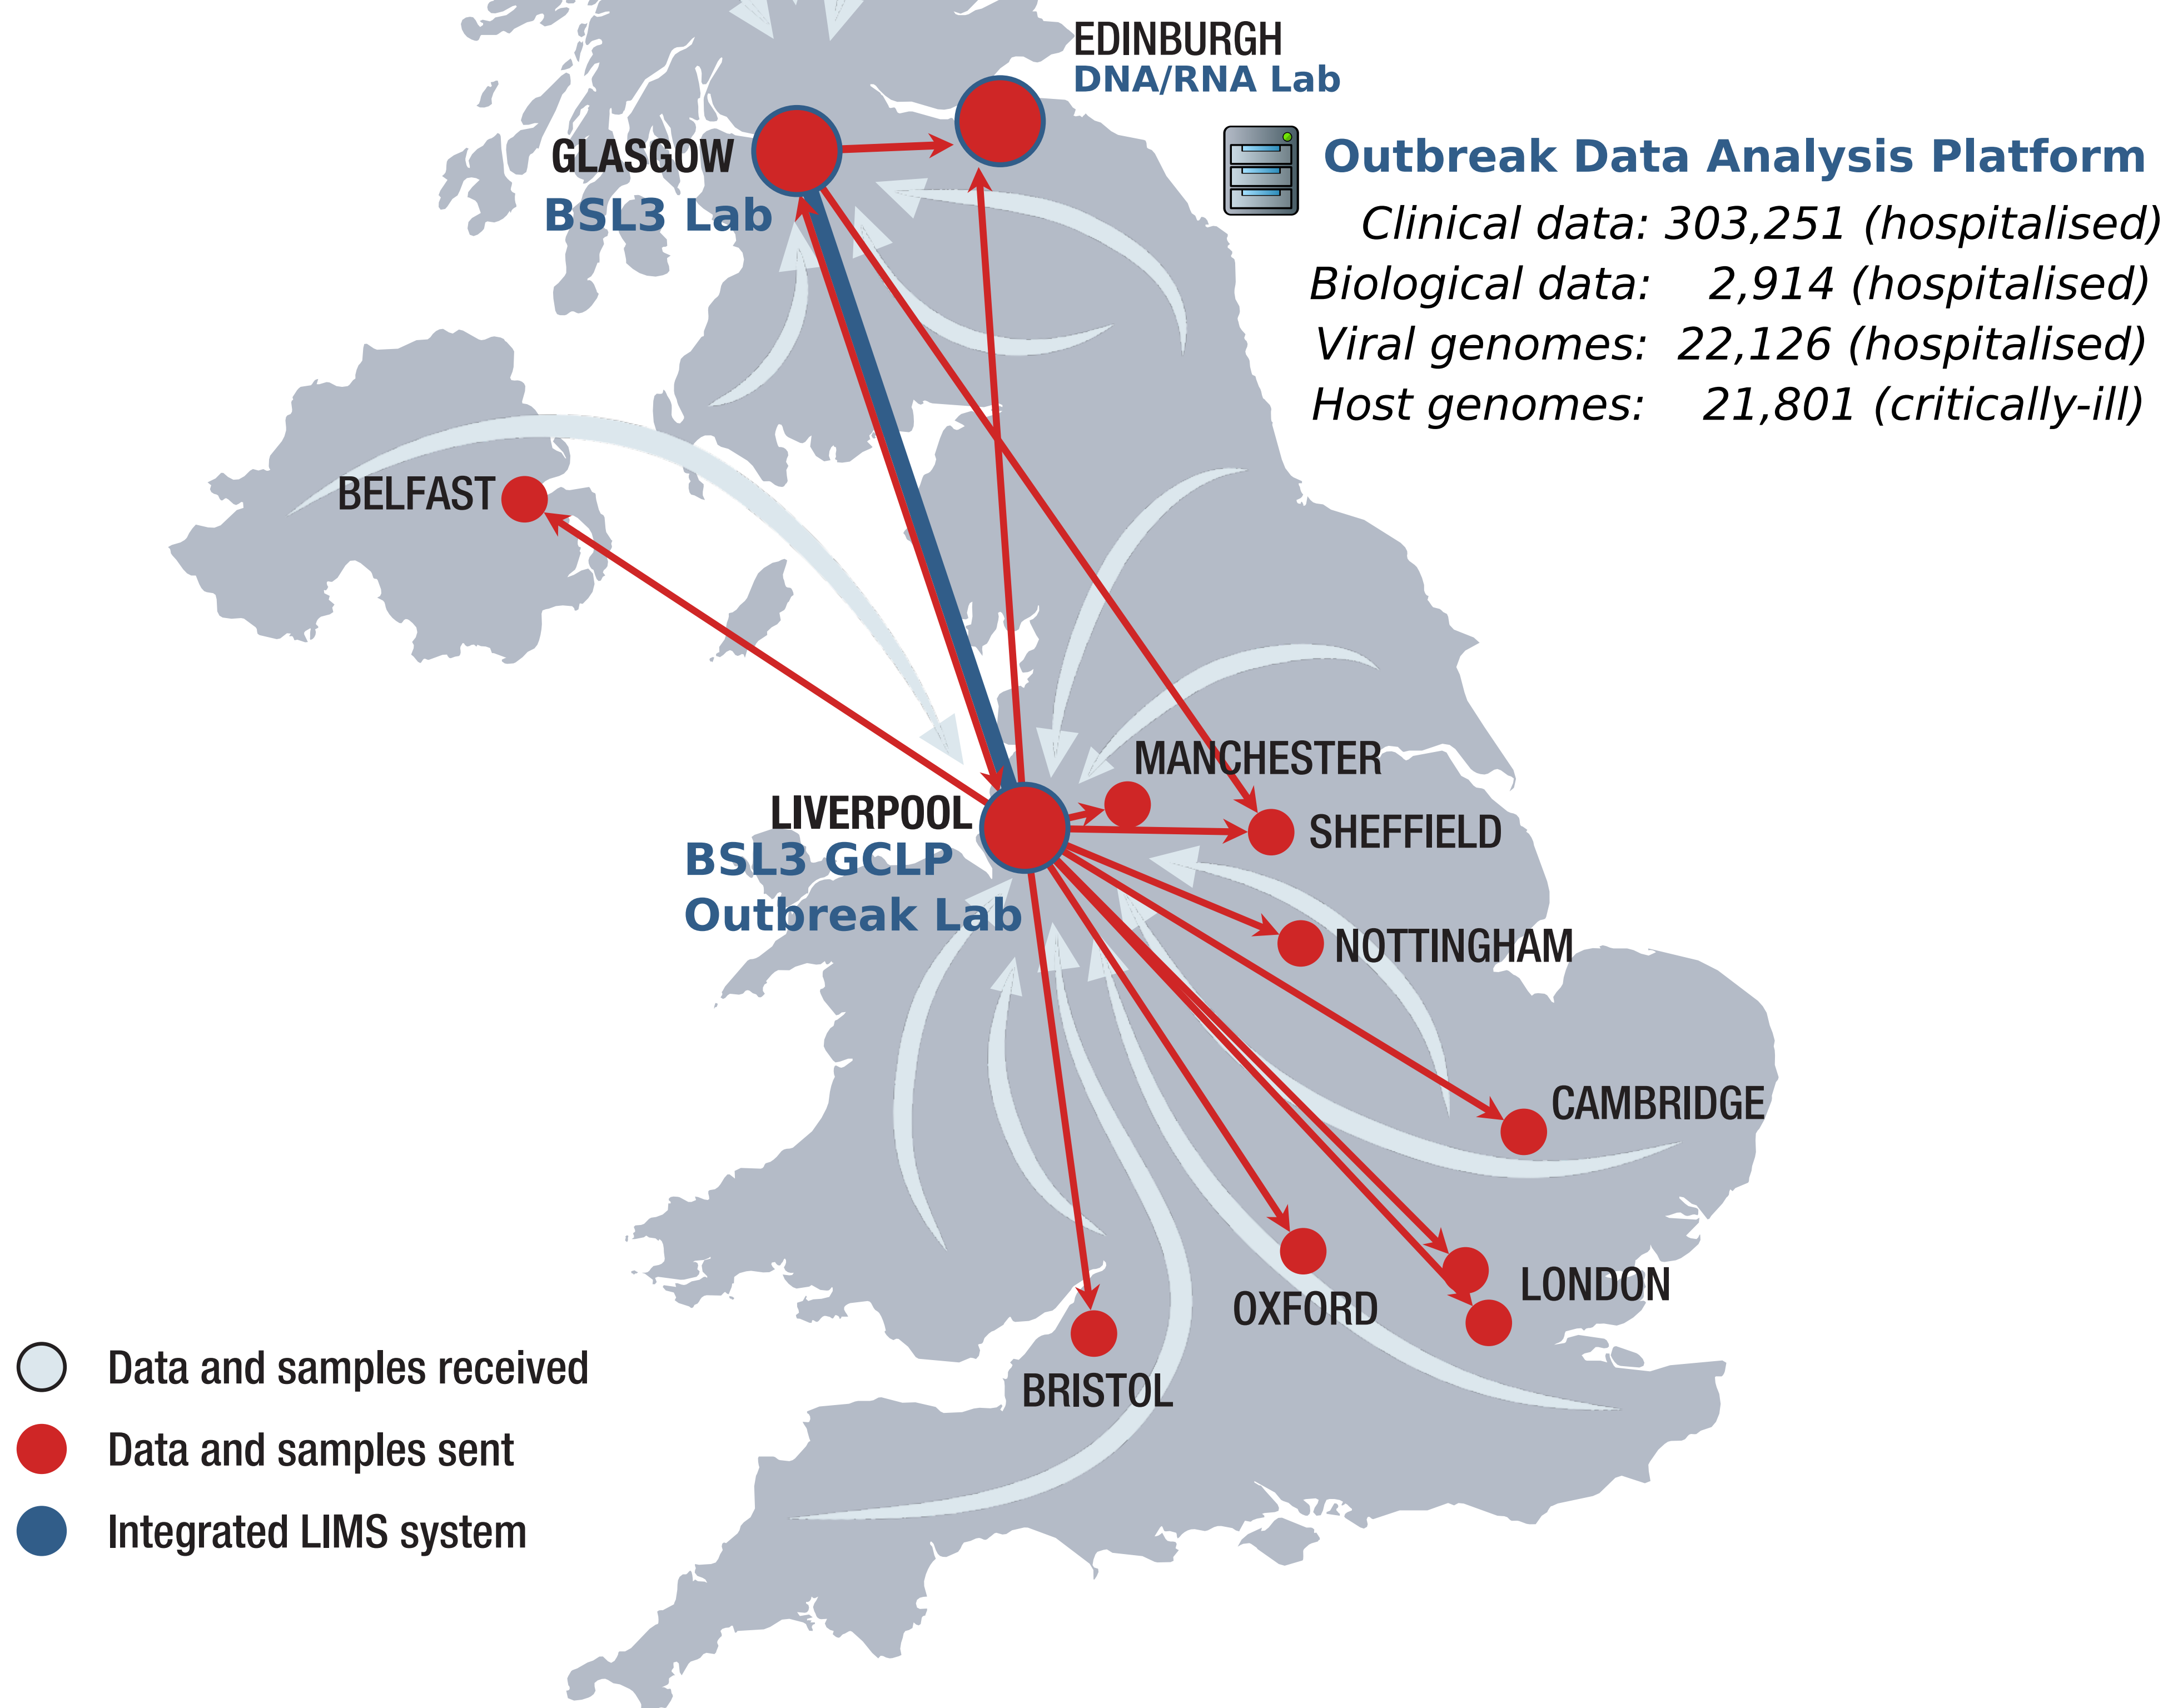 EDINBURGH
DNA/RNA Lab
GLASGOW
BSL3 Lab
Outbreak Data Analysis Platform
Clinical data: 303,251 (hospitalised)
Biological data: 2,914 (hospitalised)
Viral genomes: 22,126 (hospitalised)
Host genomes: 21,801 (critically-ill)
BELFAST
MANCHESTER
LIVERPOOL
BSL3 GCLP
Outbreak Lab
SHEFFIELD
NOTTINGHAM
CAMBRIDGE
LONDON
OXFORD
BRISTOL
Data and samples received
Data and samples sent
Integrated LIMS system